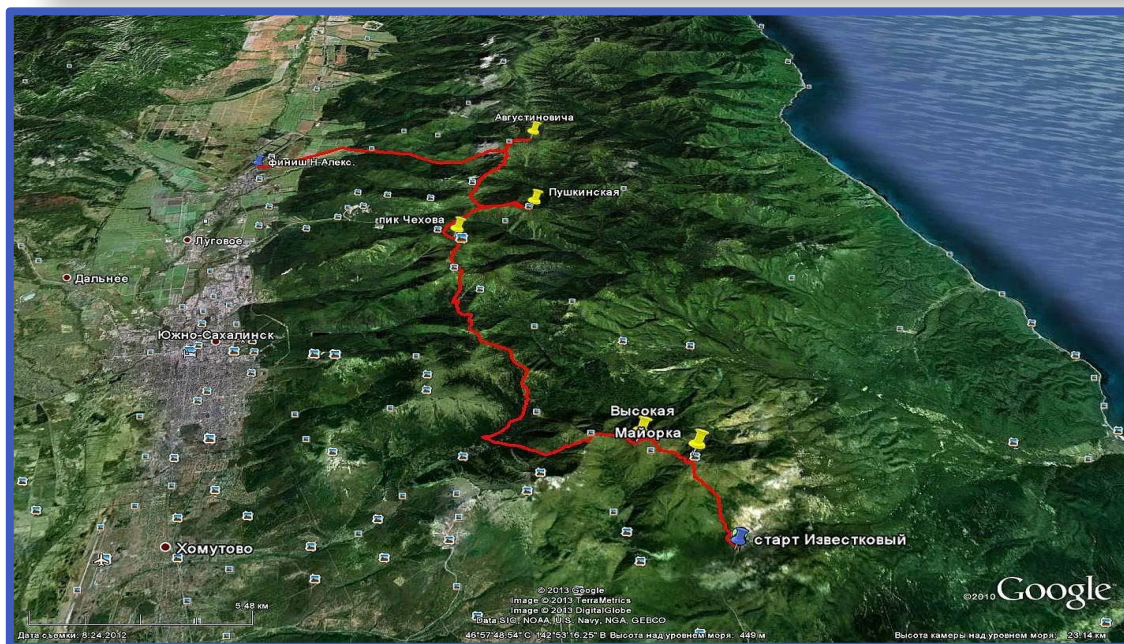 Августиновича
финиш Н-Алекс.
Пушкинская
пик Чехова
Луговое
Дальнее
Южно-Сахалинск
Высокая
Майорка
старт Известковый
Хомутово
©2010 Google
5.48 км
© 2013 Google
Image © 2013 TerraMetrics
Image © 2013 DigitalGlobe
Data SIO, NOAA, U.S. Navy, NGA, GEBCO
Дата съемки: 8.24.2012
46°57'48.54" С 142°53'16.25" В Высота над уровнем моря: 449 м
Высота камеры над уровнем моря: 23.14 км